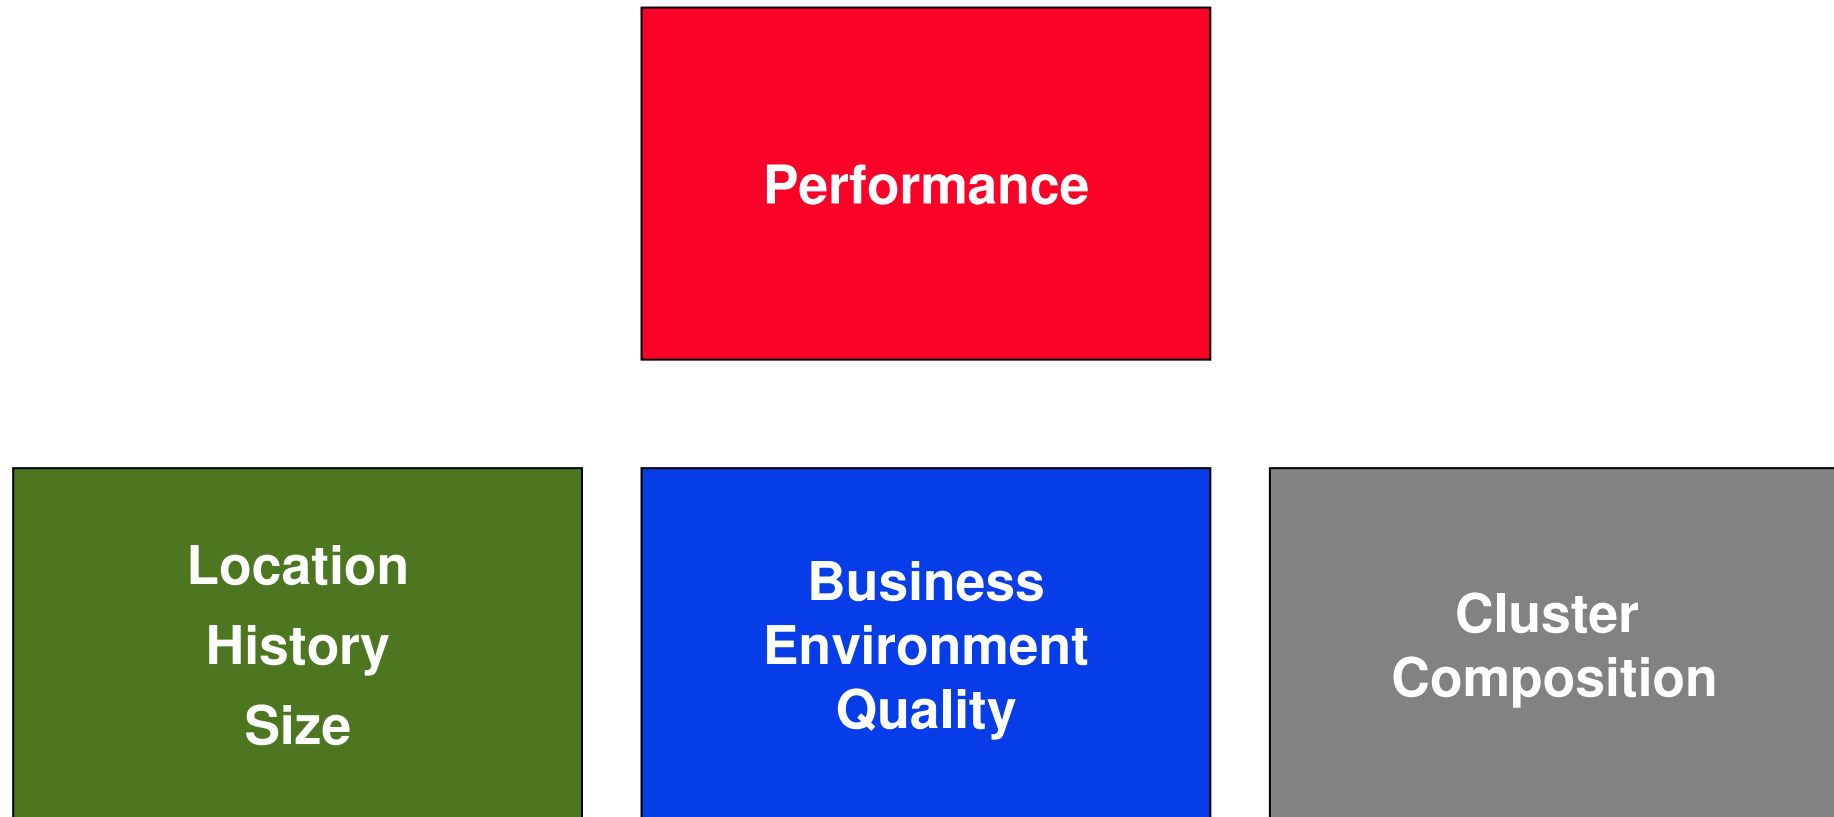 Performance
Location
History
Size
Business
Environment
Quality
Cluster
Composition